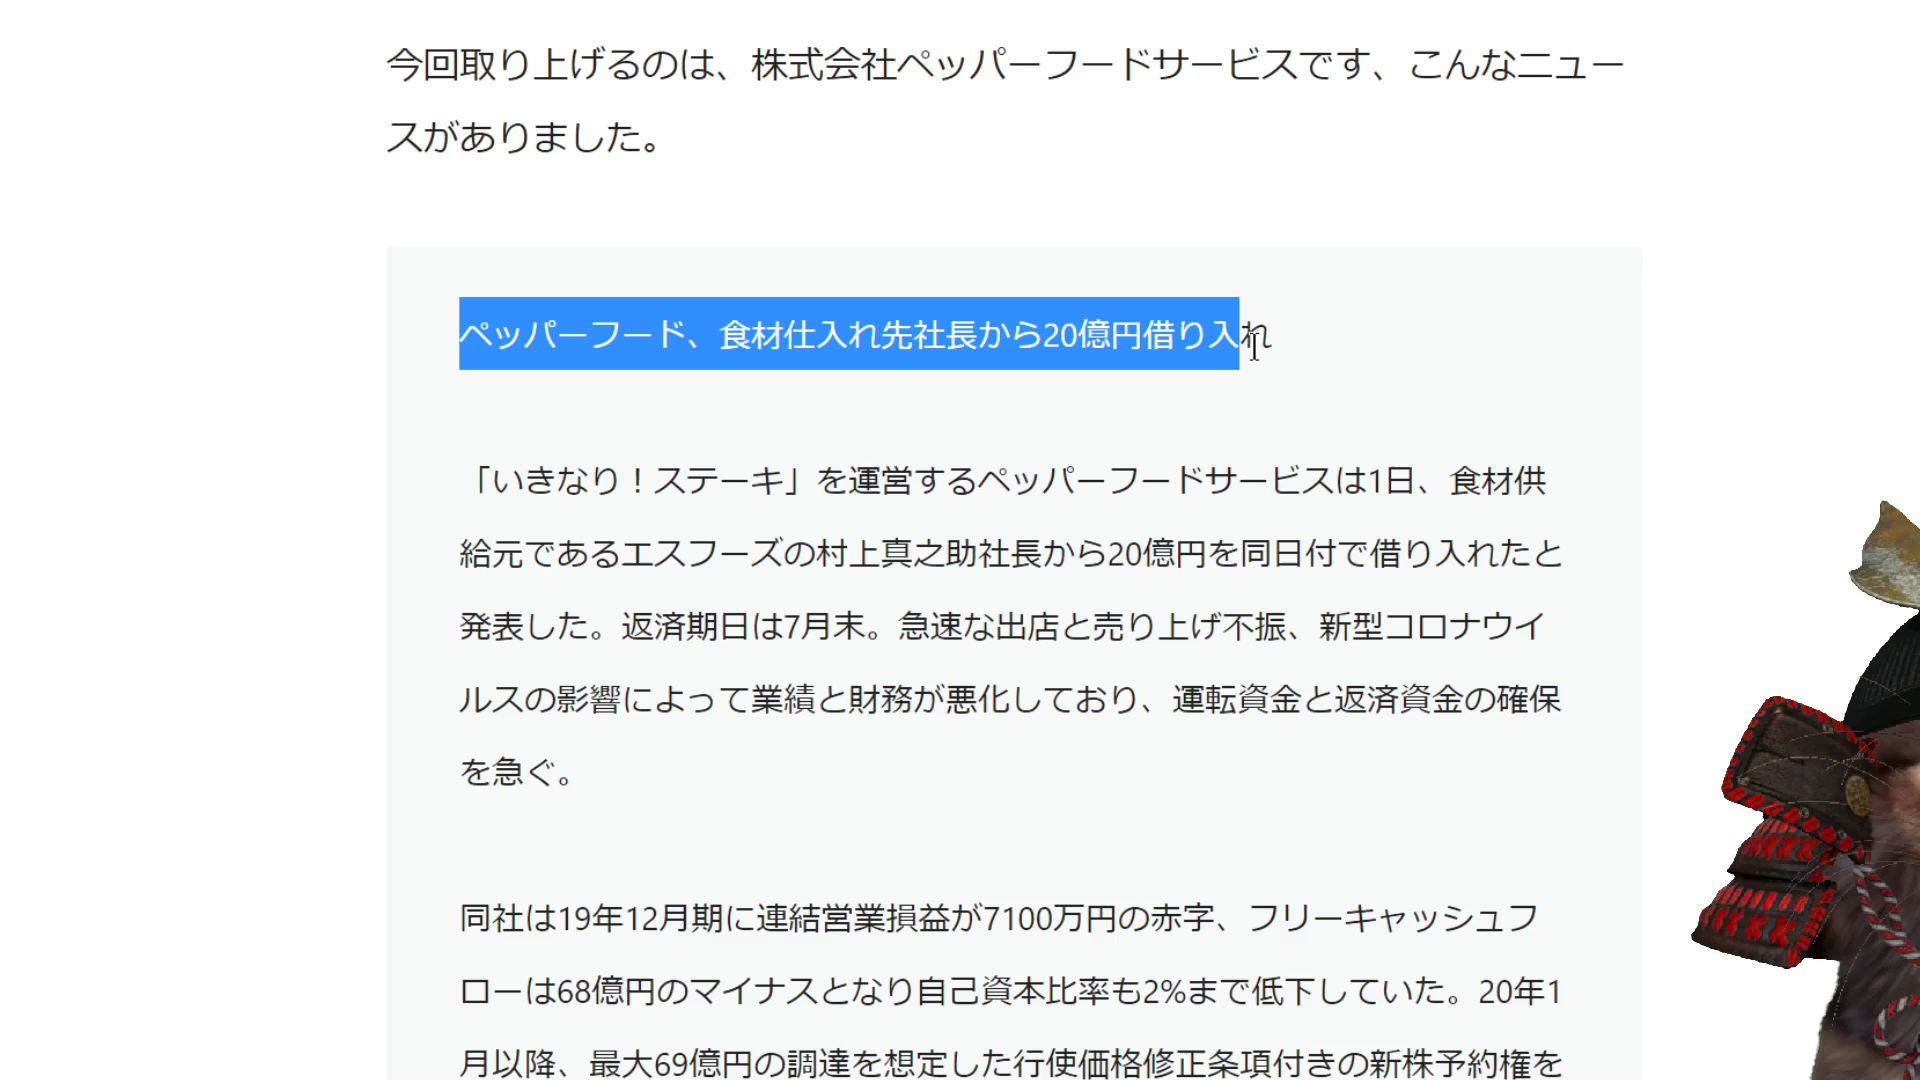 今回取り上げるのは、株式会社ペッパーフードサービスです、こんなニュー
スがありました。
ペッパーフード、食材仕入れ先社長から20億円借り入れ
「いきなり！ステーキ」を運営するペッパーフードサービスは1日、食材供
給元であるエスフーズの村上真之助社長から20億円を同日付で借り入れたと
発表した。返済期日は7月末。急速な出店と売り上げ不振、新型コロナウイ
ルスの影響によって業績と財務が悪化しており、運転資金と返済資金の確保
を急ぐ。
同社は19年12月期に連結営業損益が7100万円の赤字、フリーキャッシュフ
ローは68億円のマイナスとなり自己資本比率も2%まで低下していた。20年1
月以降、最大69億円の調達を想定した行使価格修正条項付きの新株予約権を